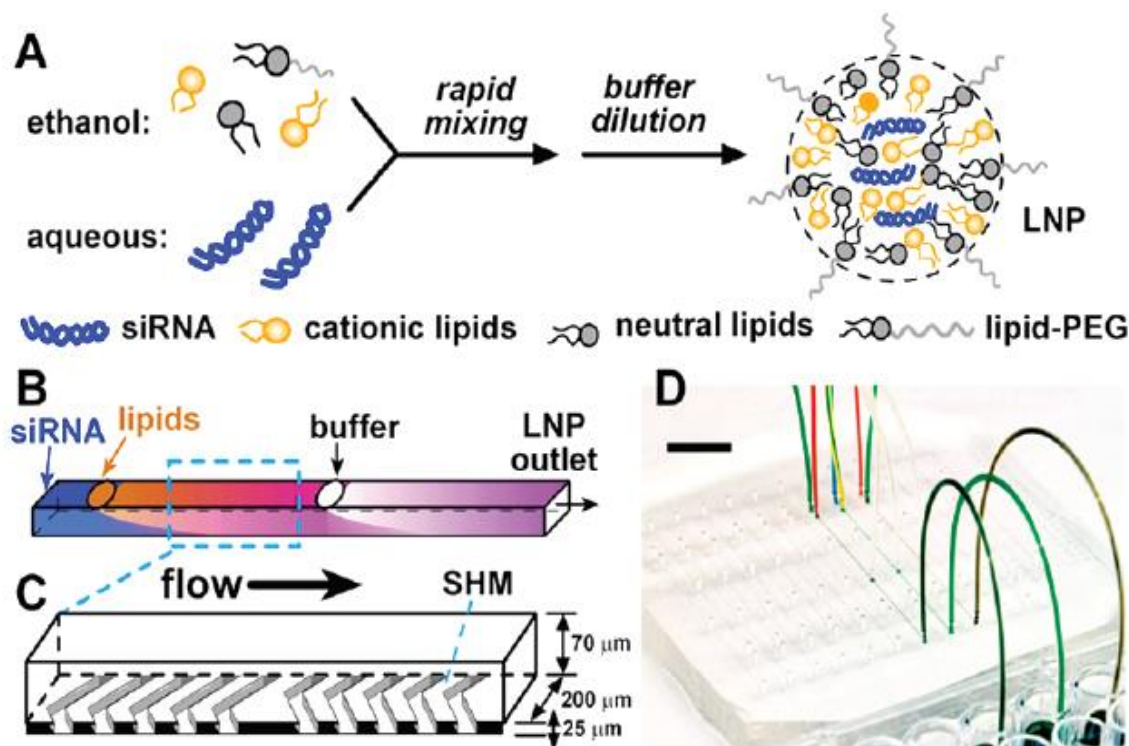 A
ethanol:
aqueous:
rapid
mixing
buffer
dilution
LNP
siRNA
cationic lipids
neutral lipids
lipid-PEG
B
siRNA
lipids
buffer
LNP
outlet
flow
C
SHM
70 μm
200 μm
25 μm
D